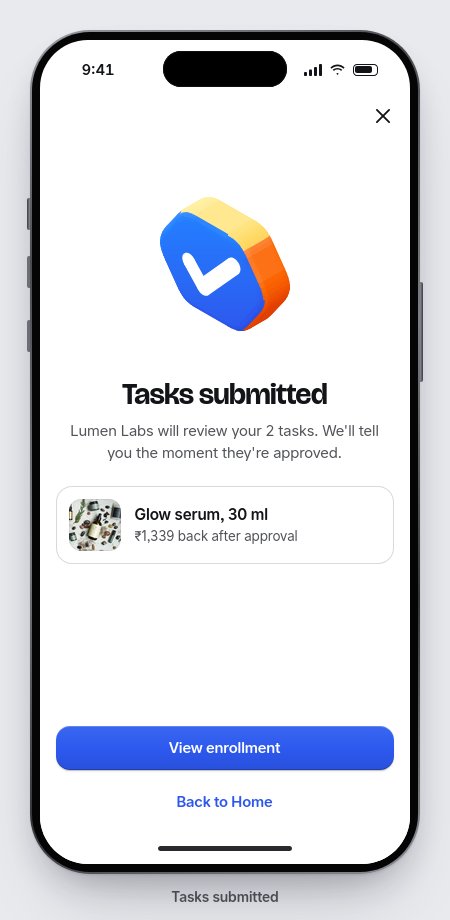 9:41
Tasks submitted
Lumen Labs will review your 2 tasks. We'll tell
you the moment they're approved.
Glow serum, 30 ml
₹1,339 back after approval
View enrollment
Back to Home
Tasks submitted